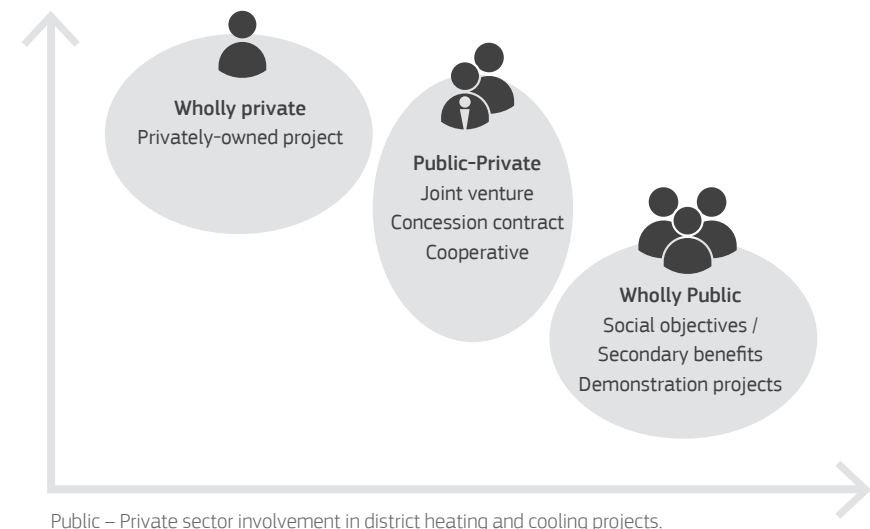 Wholly private
Privately-owned project
Public-Private
Joint venture
Concession contract
Cooperative
Wholly Public
Social objectives /
Secondary benefits
Demonstration projects
Public – Private sector involvement in district heating and cooling projects.